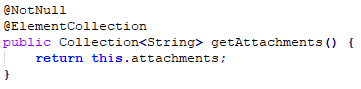 @NotNull
@ElementCollection
public Collection<String> getAttachments() {
    return this.attachments;
}